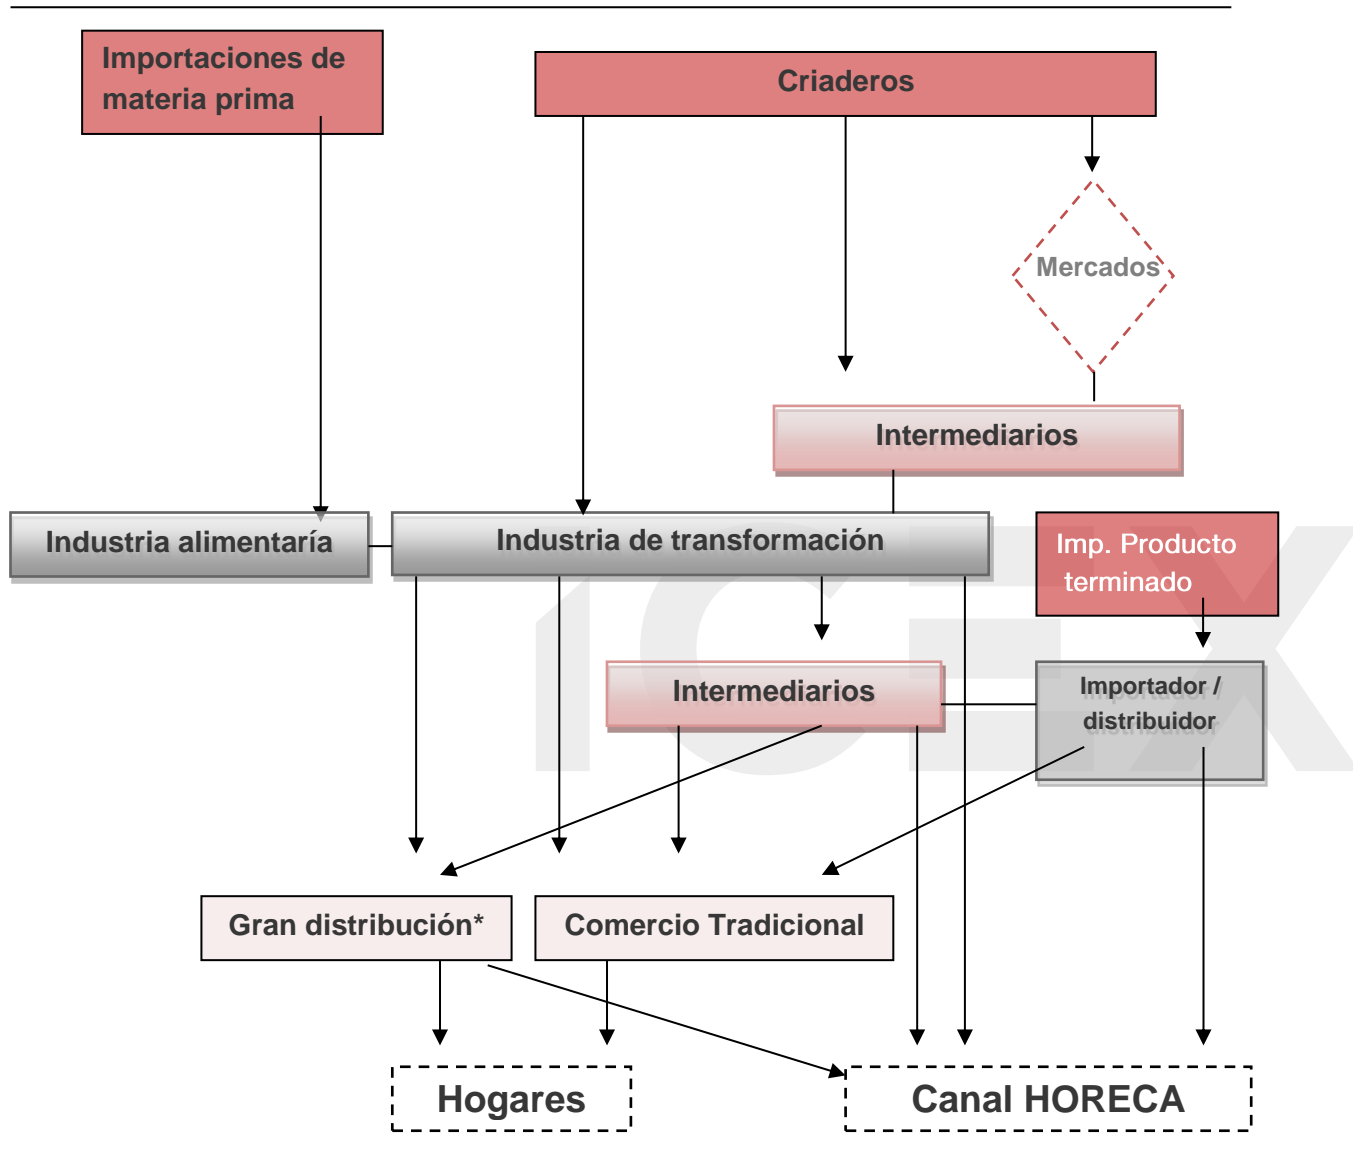 Importaciones de
materia prima
Criaderos
Mercados
Intermediarios
Industria alimentaría
Industria de transformación
Imp. Producto
terminado
Intermediarios
Importador /
distribuidor
Gran distribución*
Comercio Tradicional
Hogares
Canal HORECA
ICEX